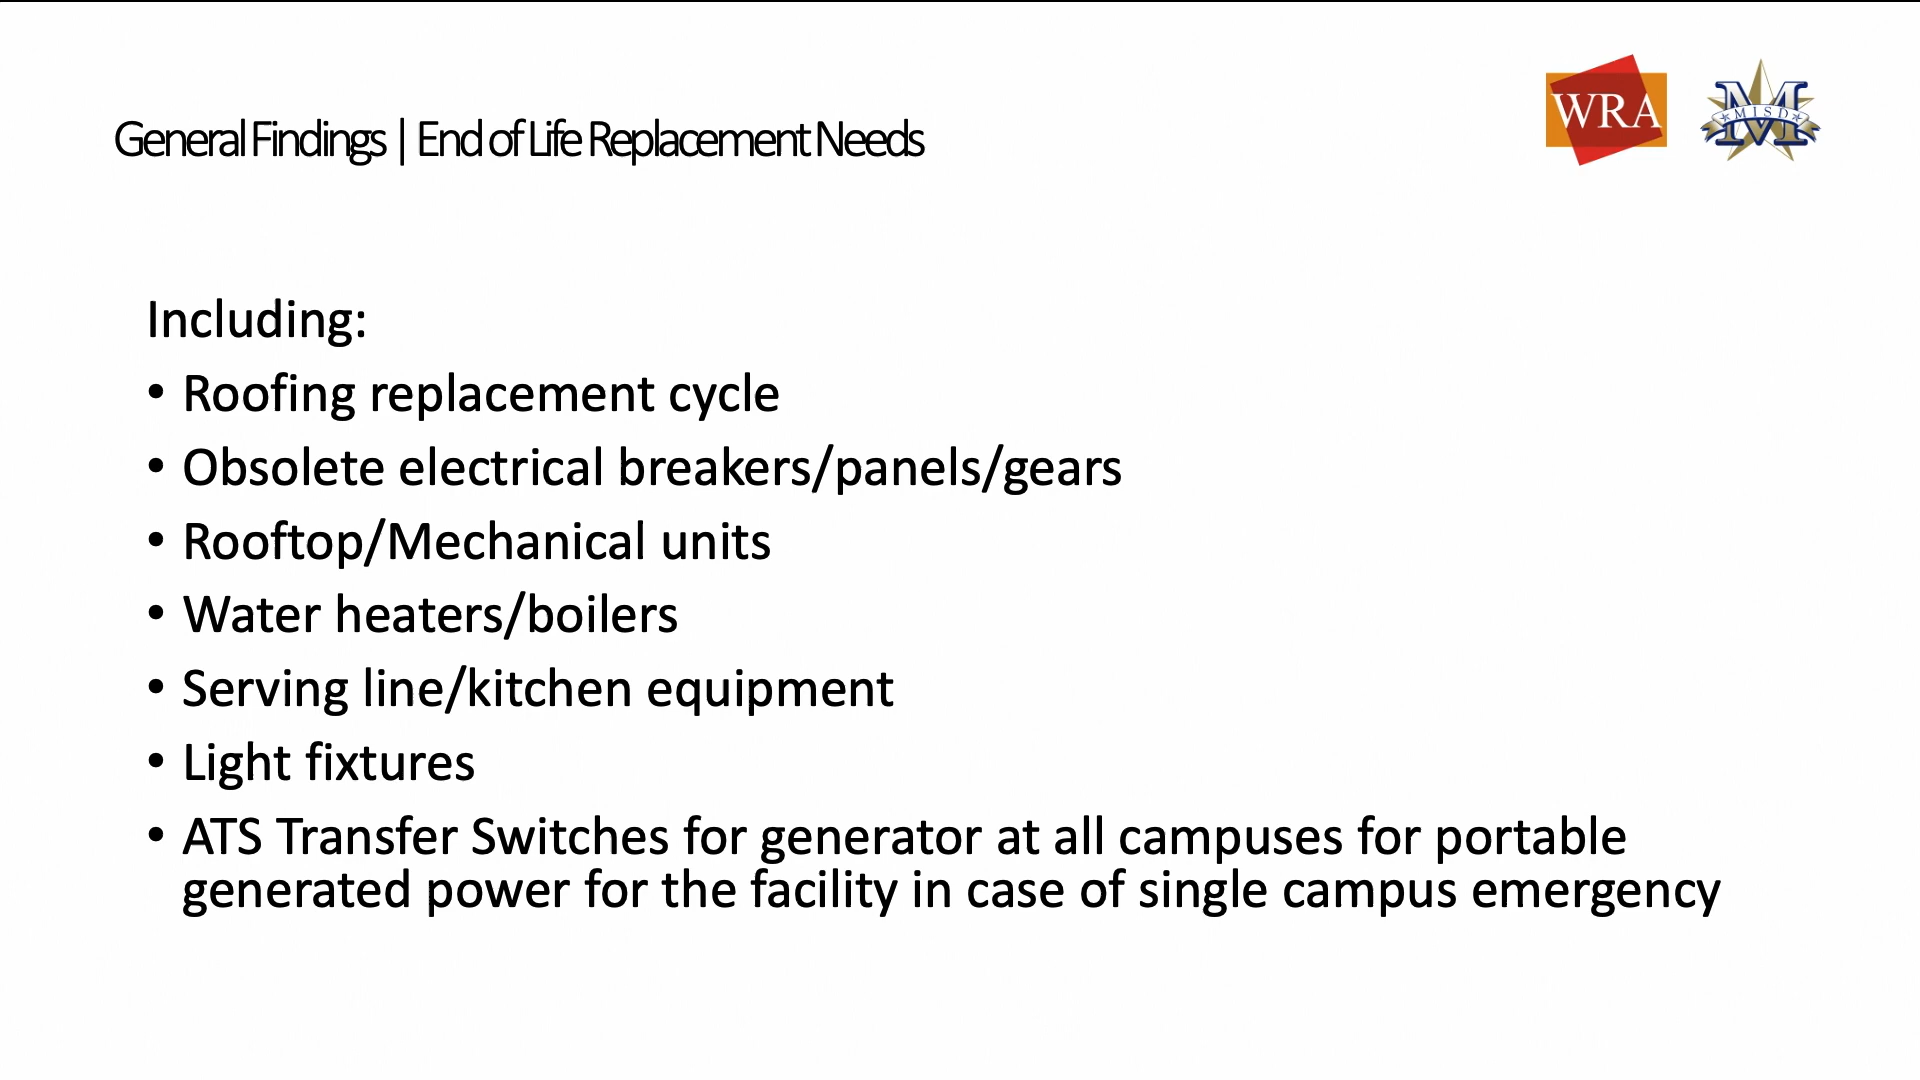 WRA
MISD
M
General Findings | End of Life Replacement Needs
Including:
• Roofing replacement cycle
• Obsolete electrical breakers/panels/gears
• Rooftop/Mechanical units
• Water heaters/boilers
• Serving line/kitchen equipment
• Light fixtures
• ATS Transfer Switches for generator at all campuses for portable
generated power for the facility in case of single campus emergency